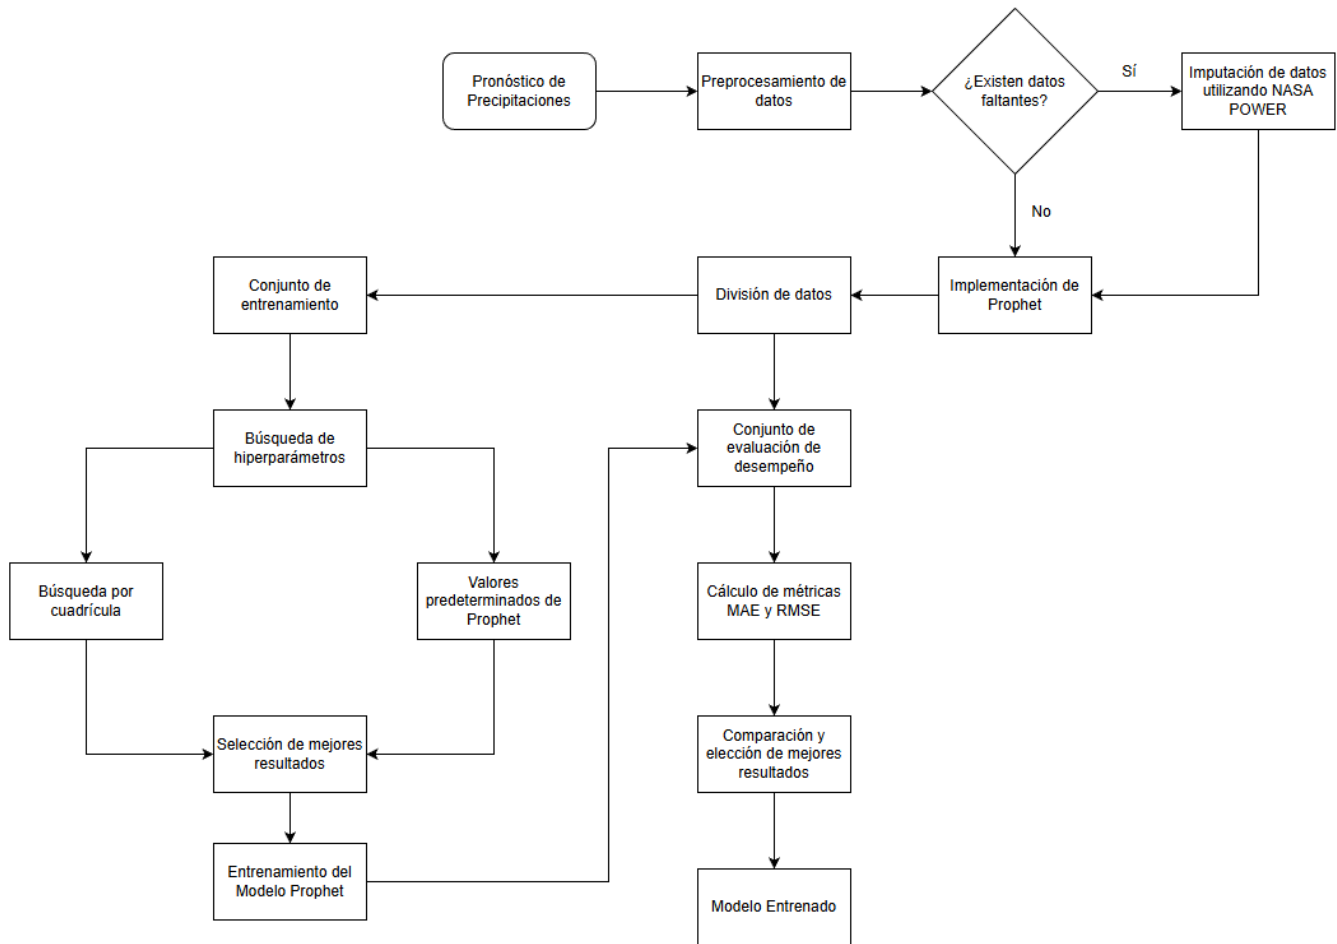 Pronóstico de
Precipitaciones
Preprocesamiento de
datos
¿Existen datos
faltantes?
Sí
Imputación de datos
utilizando NASA
POWER
No
Conjunto de
entrenamiento
División de datos
Implementación de
Prophet
Búsqueda de
hiperparámetros
Conjunto de
evaluación de
desempeño
Búsqueda por
cuadrícula
Valores
predeterminados de
Prophet
Cálculo de métricas
MAE y RMSE
Selección de mejores
resultados
Comparación y
elección de mejores
resultados
Entrenamiento del
Modelo Prophet
Modelo Entrenado